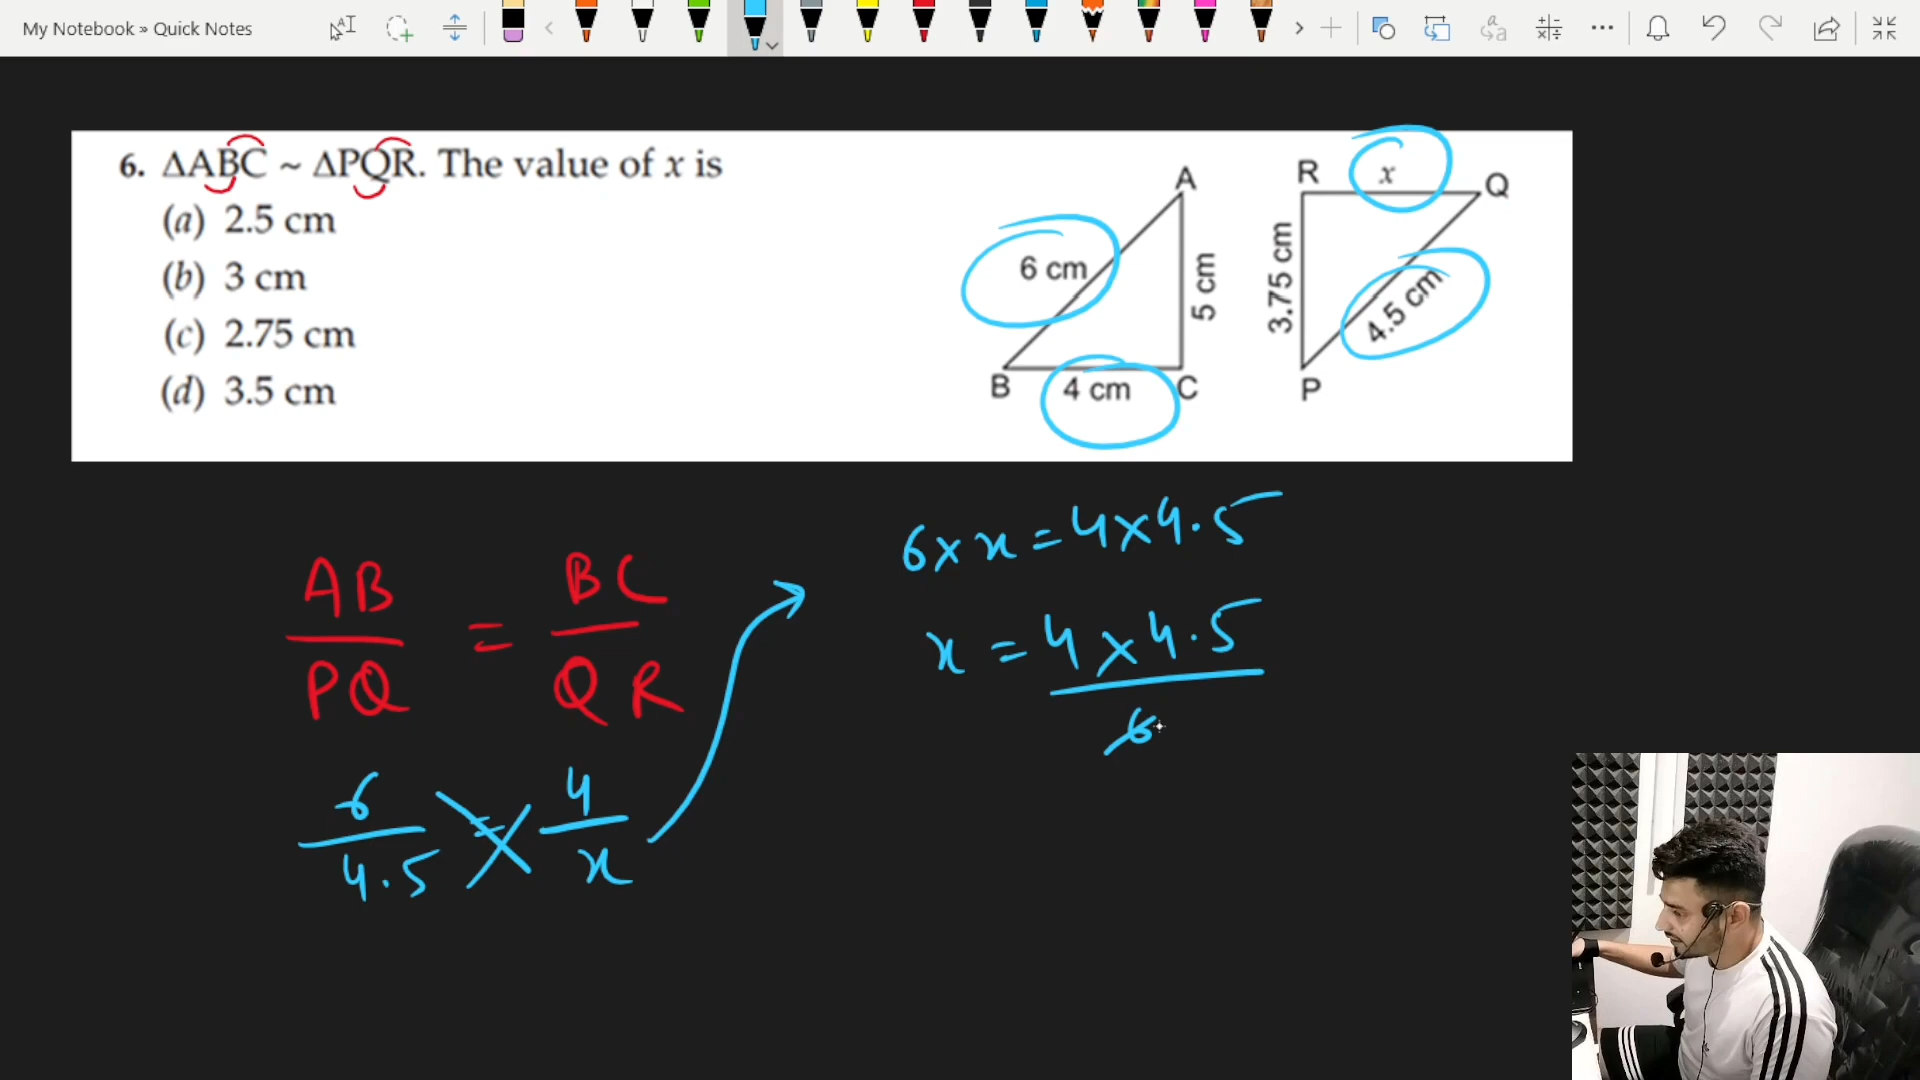 My Notebook » Quick Notes
6. ΔABC ~ ΔPQR. The value of x is
(a) 2.5 cm
(b) 3 cm
(c) 2.75 cm
(d) 3.5 cm
A
6 cm
5 cm
B
4 cm
C
R
x
Q
3.75 cm
4.5 cm
P
AB/PQ = BC/QR
6/4.5 = 4/x
6 × x = 4 × 4.5
x = 4 × 4.5
6